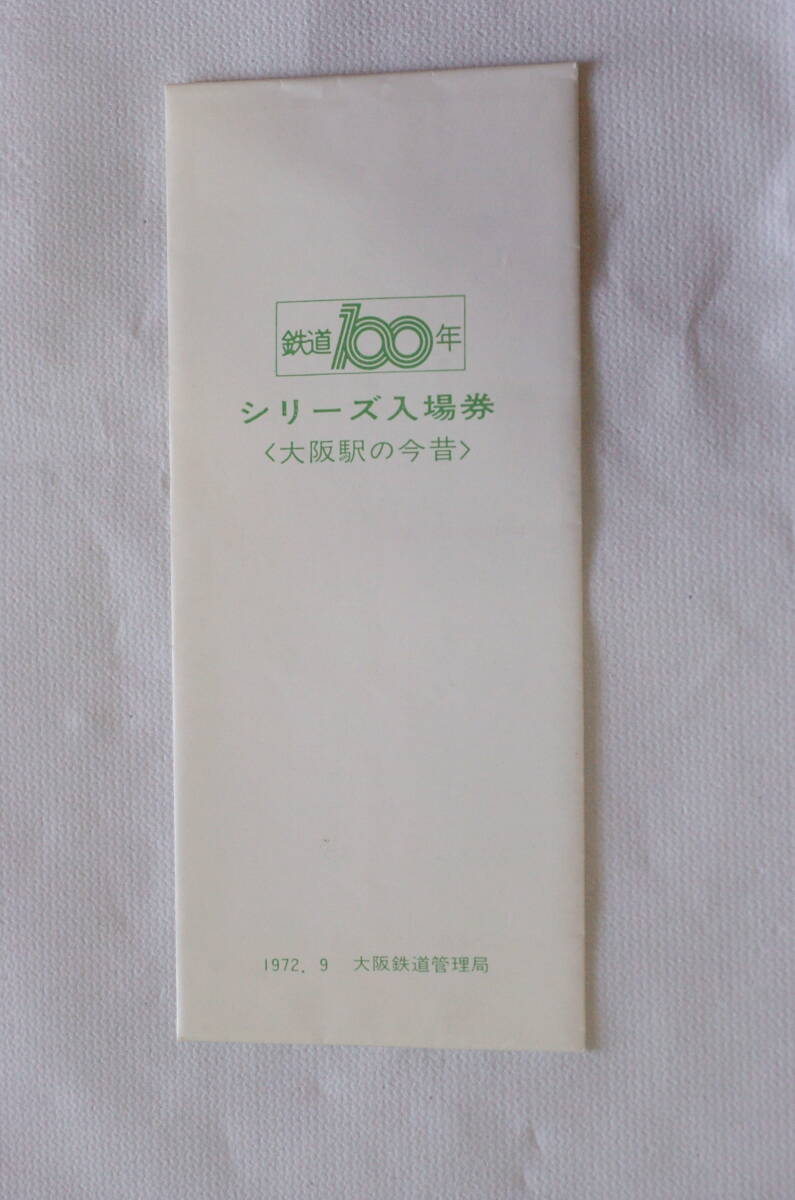 鉄道100年
シリーズ入場券
〈大阪駅の今昔〉
1972. 9 大阪鉄道管理局